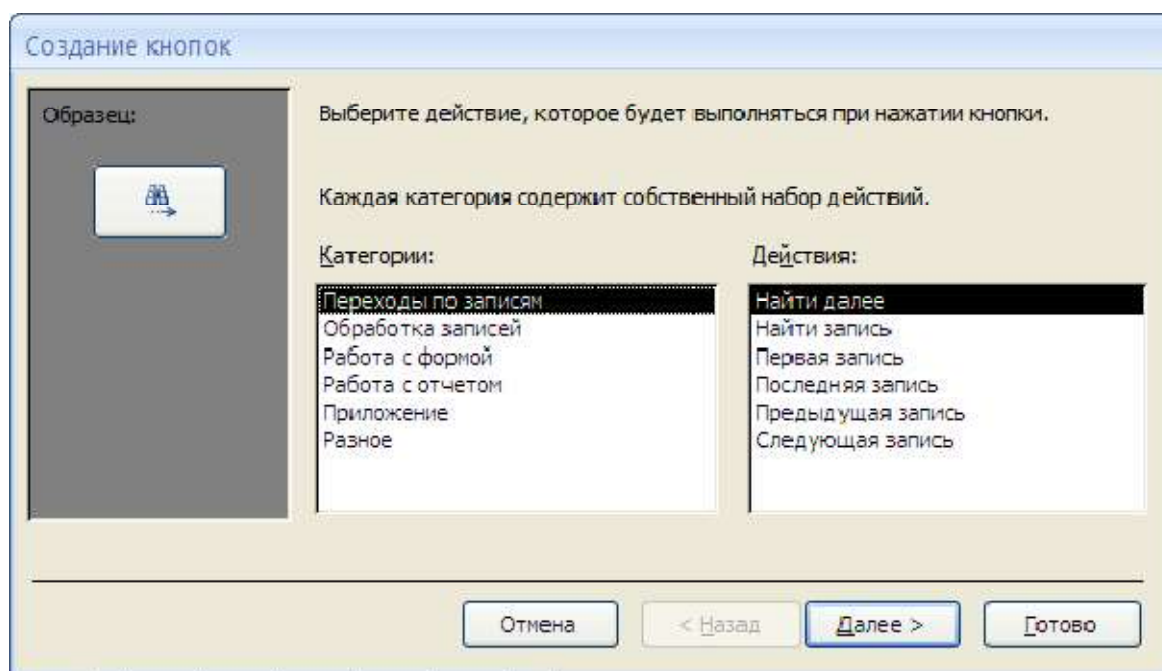 Создание кнопок
Образец:
Выберите действие, которое будет выполняться при нажатии кнопки.
Каждая категория содержит собственный набор действий.
Категории:
Переходы по записям
Обработка записей
Работа с формой
Работа с отчетом
Приложение
Разное
Действия:
Найти далее
Найти запись
Первая запись
Последняя запись
Предыдущая запись
Следующая запись
Отмена
< Назад
Далее >
Готово